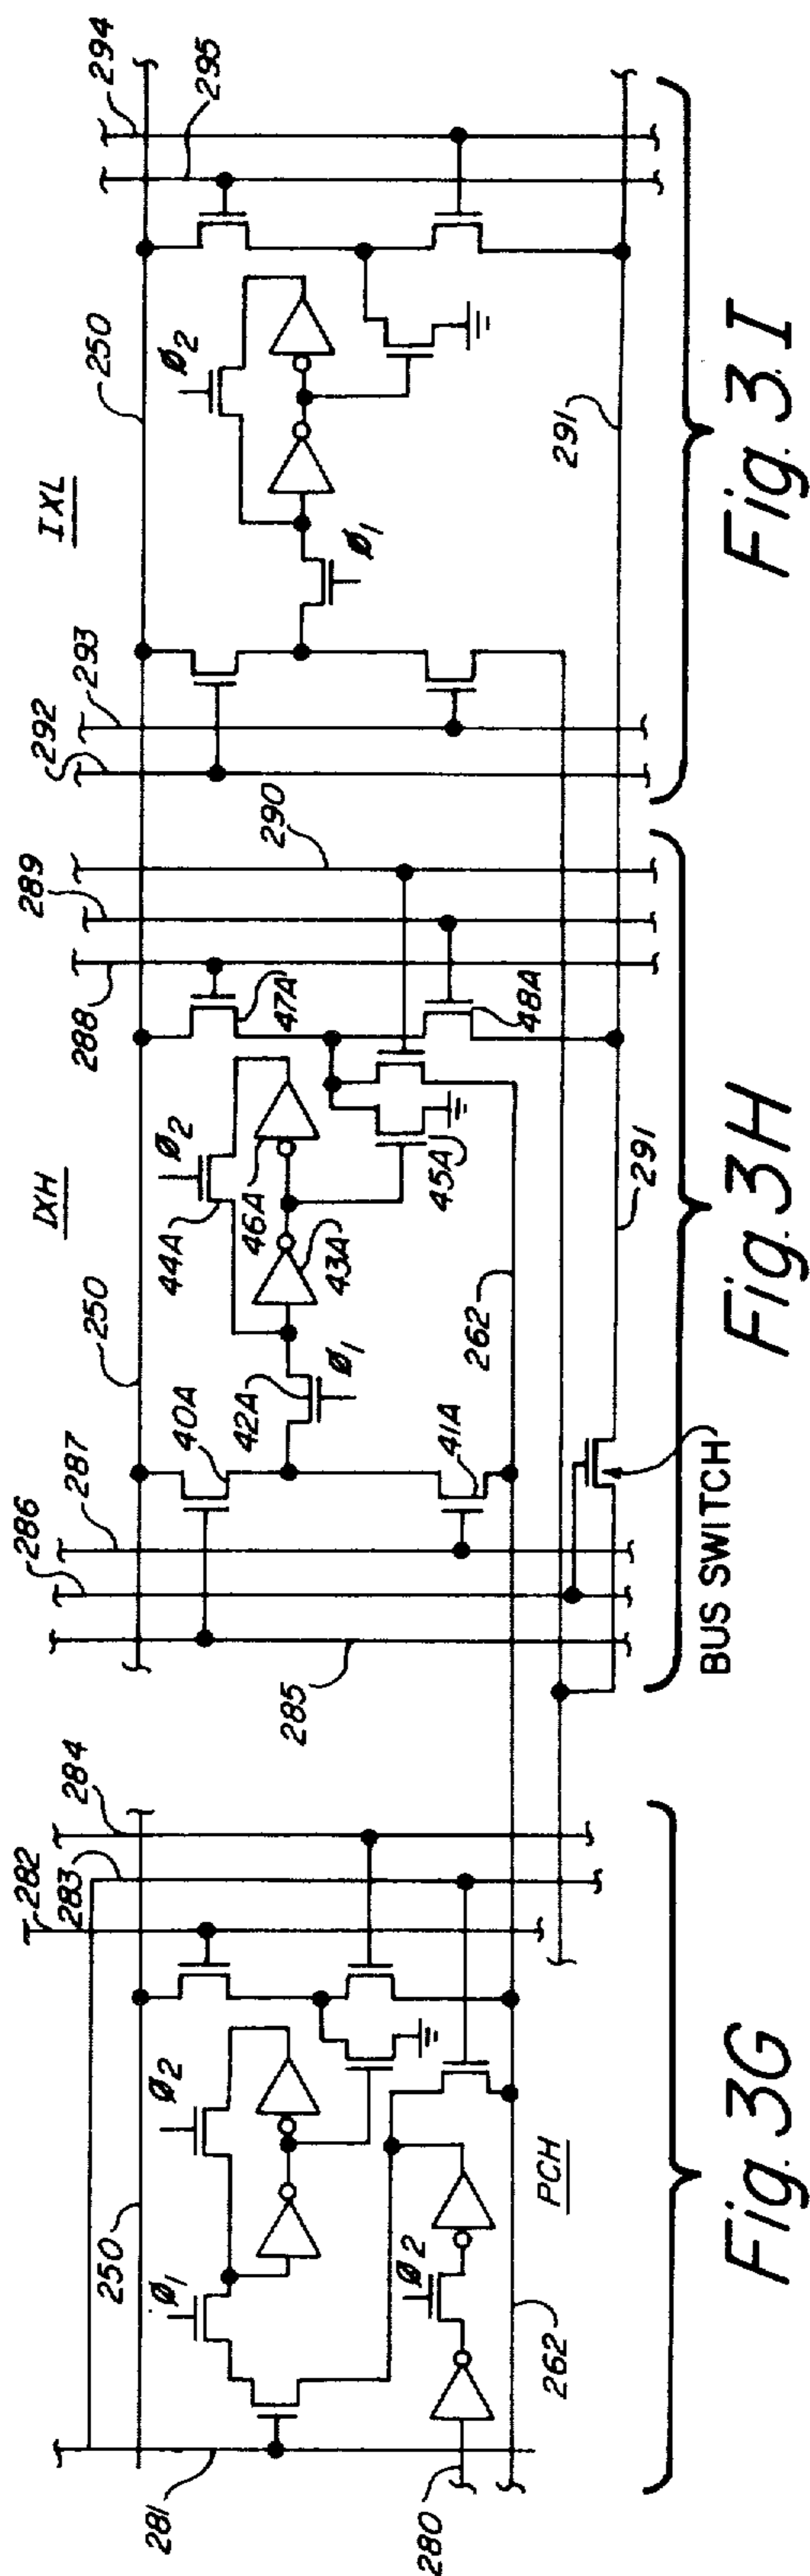 281
250
282
283
284
Ø1
Ø2
Ø2
280
262
PCH
Fig. 3G
285
286
287
250
IXH
288
289
290
40A
41A
42A
Ø1
43A
44A
Ø2
46A
45A
47A
48A
262
291
BUS SWITCH
Fig. 3H
292
293
250
IXL
294
295
Ø1
Ø2
291
Fig. 3I